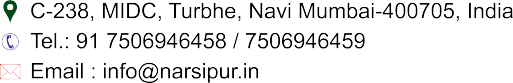 C-238, MIDC, Turbhe, Navi Mumbai-400705, India
Tel.: 91 7506946458 / 7506946459
Email : info@narsipur.in